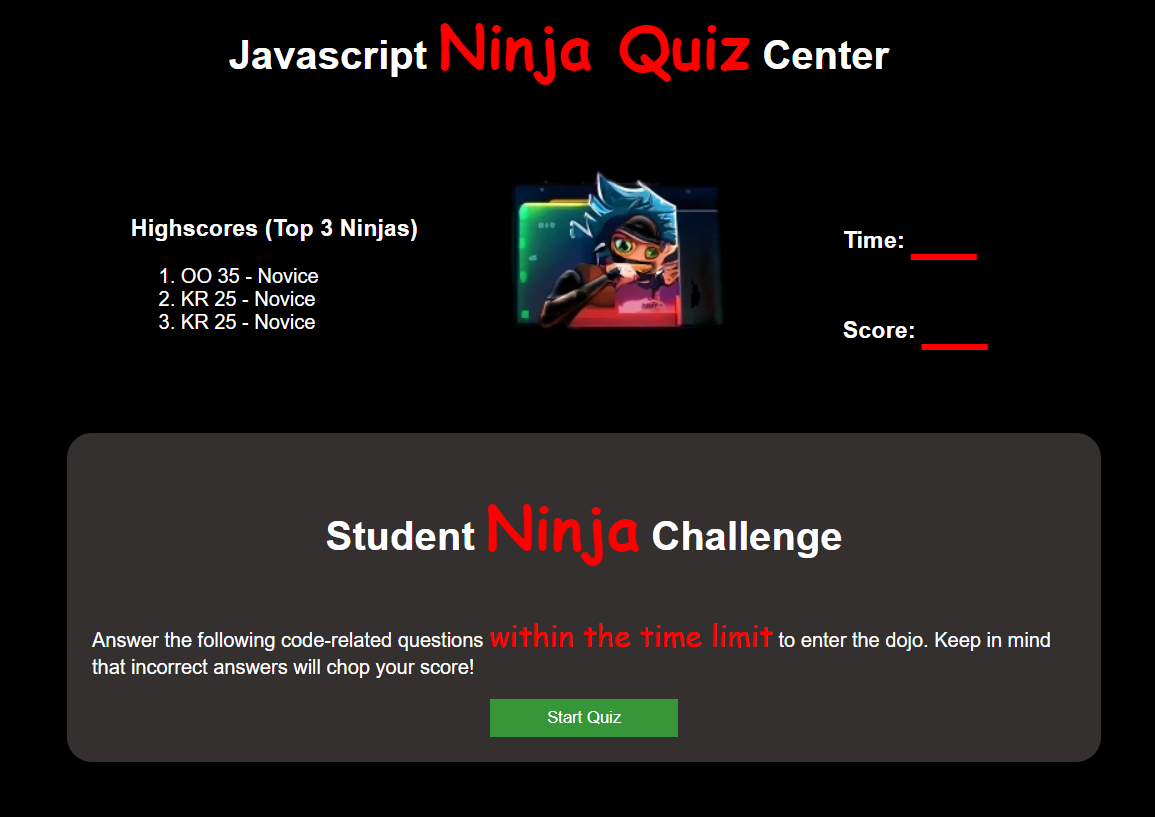 Javascript Ninja Quiz Center
Highscores (Top 3 Ninjas)
1. OO 35 - Novice
2. KR 25 - Novice
3. KR 25 - Novice
Time:
Score:
Student Ninja Challenge
Answer the following code-related questions within the time limit to enter the dojo. Keep in mind
that incorrect answers will chop your score!
Start Quiz